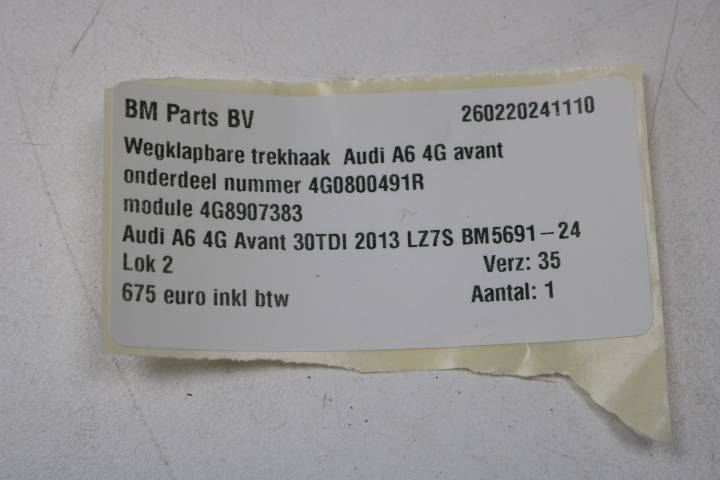 BM Parts BV 260220241110
Wegklapbare trekhaak Audi A6 4G avant
onderdeel nummer 4G0800491R
module 4G8907383
Audi A6 4G Avant 30TDI 2013 LZ7S BM5691-24
Lok 2 Verz: 35
675 euro inkl btw Aantal: 1